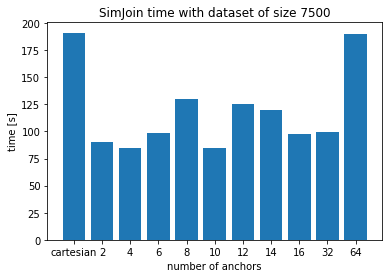 SimJoin time with dataset of size 7500
time [s]
200
175
150
125
100
75
50
25
0
cartesian 2 4 6 8 10 12 14 16 32 64
number of anchors